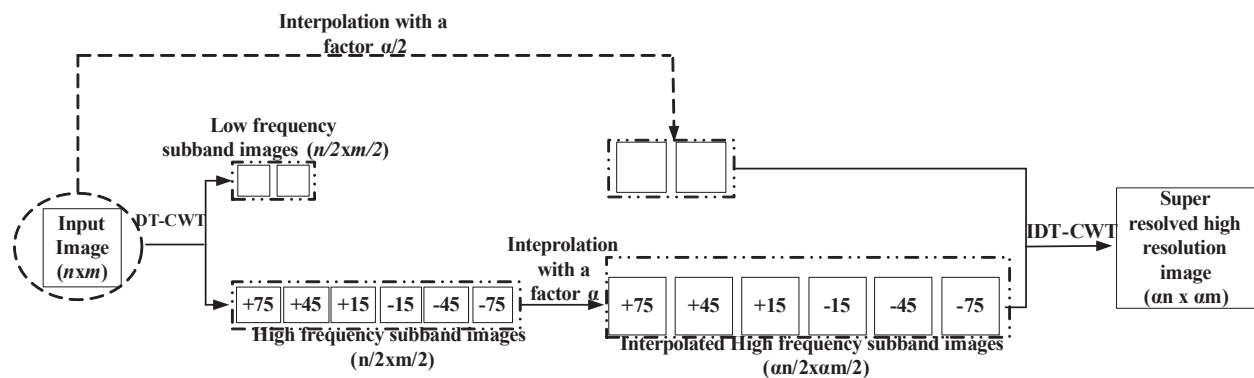 Interpolation with a
factor α/2
Low frequency
subband images (n/2xm/2)
Input
Image
(nxm)
DT-CWT
+75 +45 +15 -15 -45 -75
High frequency subband images
(n/2xm/2)
Inteprolation
with a
factor α
+75 +45 +15 -15 -45 -75
Interpolated High frequency subband images
(αn/2xαm/2)
IDT-CWT
Super
resolved high
resolution
image
(αn x αm)